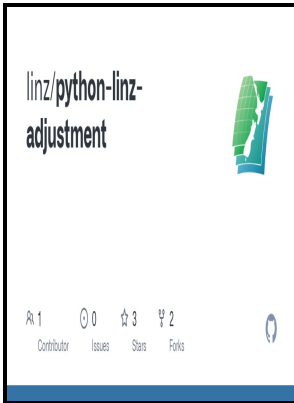 linz/python-linz-
adjustment
1 0 3 2
Contributor Issues Stars Forks